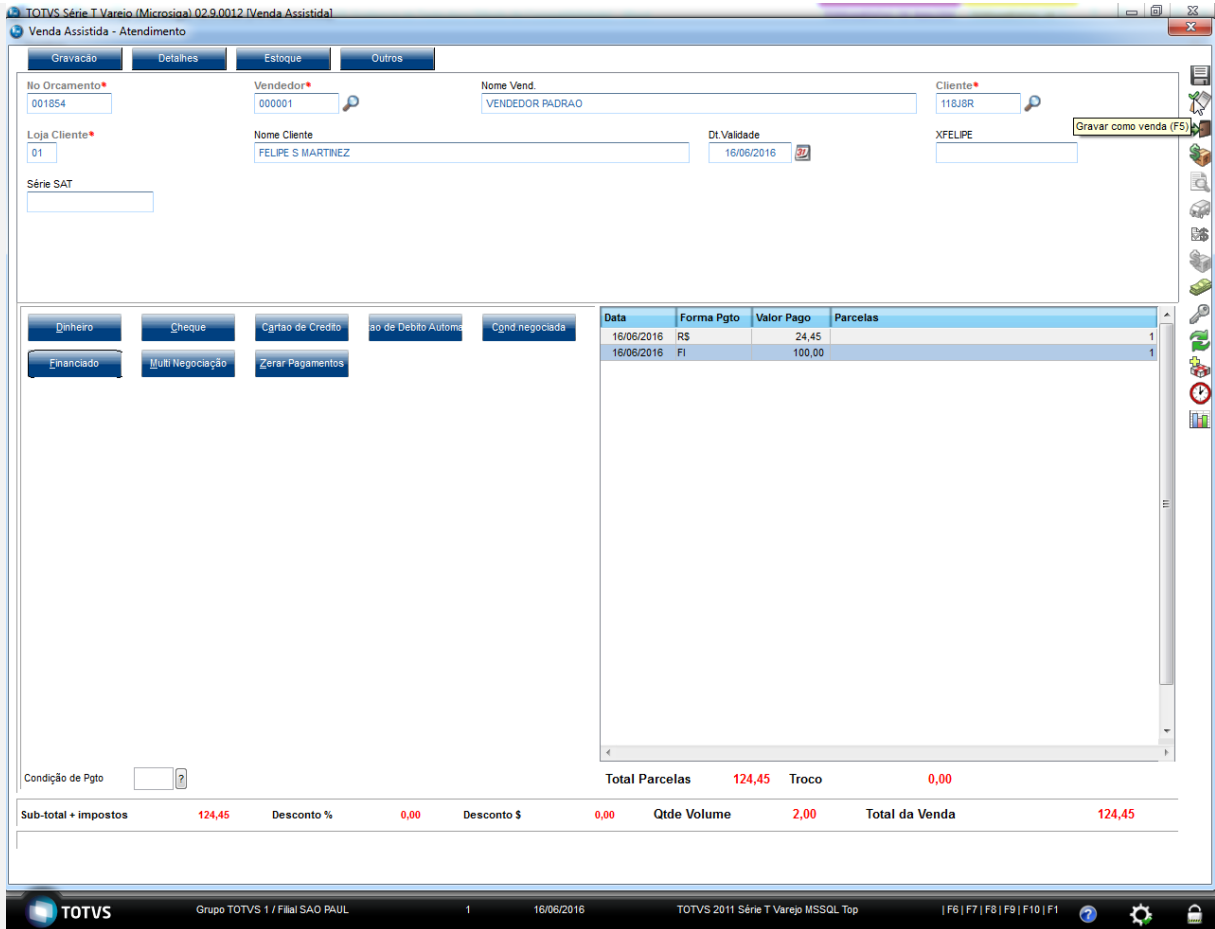 TOTVS Série T Varejo (Microsiga) 02.9.0012 [Venda Assistida]
Venda Assistida - Atendimento
Gravacão Detalhes Estoque Outros
No Orcamento* Vendedor* Nome Vend. Cliente*
001854 000001 VENDEDOR PADRAO 118J8R
Gravar como venda (F5)
Loja Cliente* Nome Cliente Dt.Validade XFELIPE
01 FELIPE S MARTINEZ 16/06/2016 31
Série SAT
Dinheiro Cheque Cartao de Credito ao de Debito Automa Cond.negociada
Financiado Multi Negociação Zerar Pagamentos
Data Forma Pgto Valor Pago Parcelas
16/06/2016 R$ 24,45 1
16/06/2016 FI 100,00 1
Condição de Pgto ? Total Parcelas 124,45 Troco 0,00
Sub-total + impostos 124,45 Desconto % 0,00 Desconto $ 0,00 Qtde Volume 2,00 Total da Venda 124,45
TOTVS Grupo TOTVS 1 / Filial SAO PAUL 1 16/06/2016 TOTVS 2011 Série T Varejo MSSQL Top | F6 | F7 | F8 | F9 | F10 | F1 ?